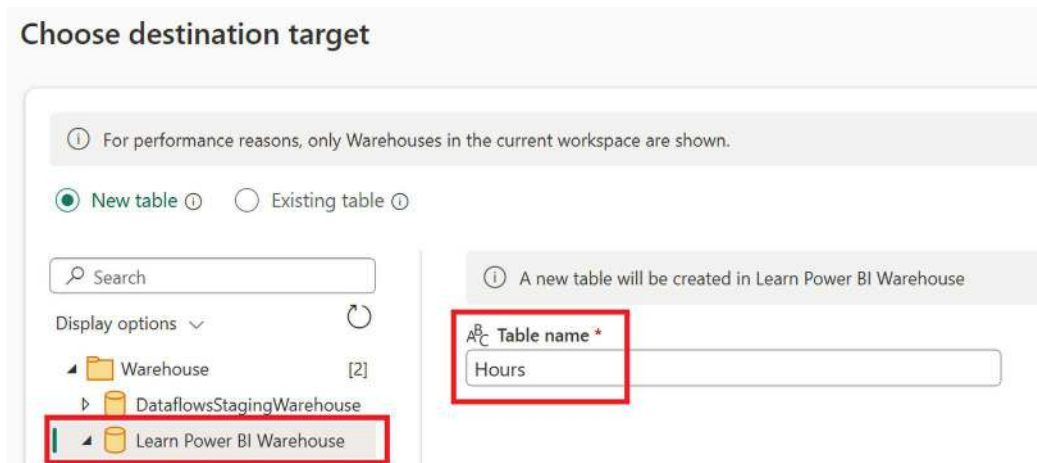 Choose destination target
For performance reasons, only Warehouses in the current workspace are shown.
New table Existing table
Search
Display options
Warehouse [2]
DataflowsStagingWarehouse
Learn Power BI Warehouse
A new table will be created in Learn Power BI Warehouse
ABC Table name *
Hours